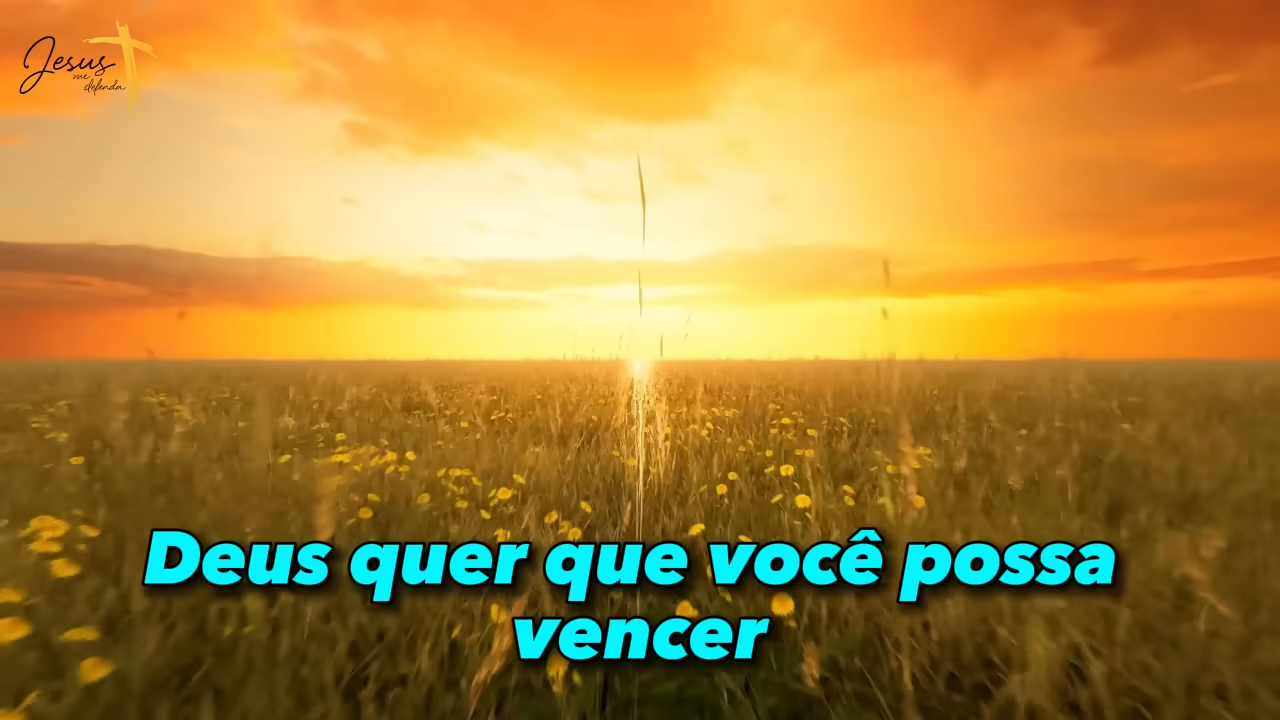 Jesus
me
defenda
Deus quer que você possa
vencer